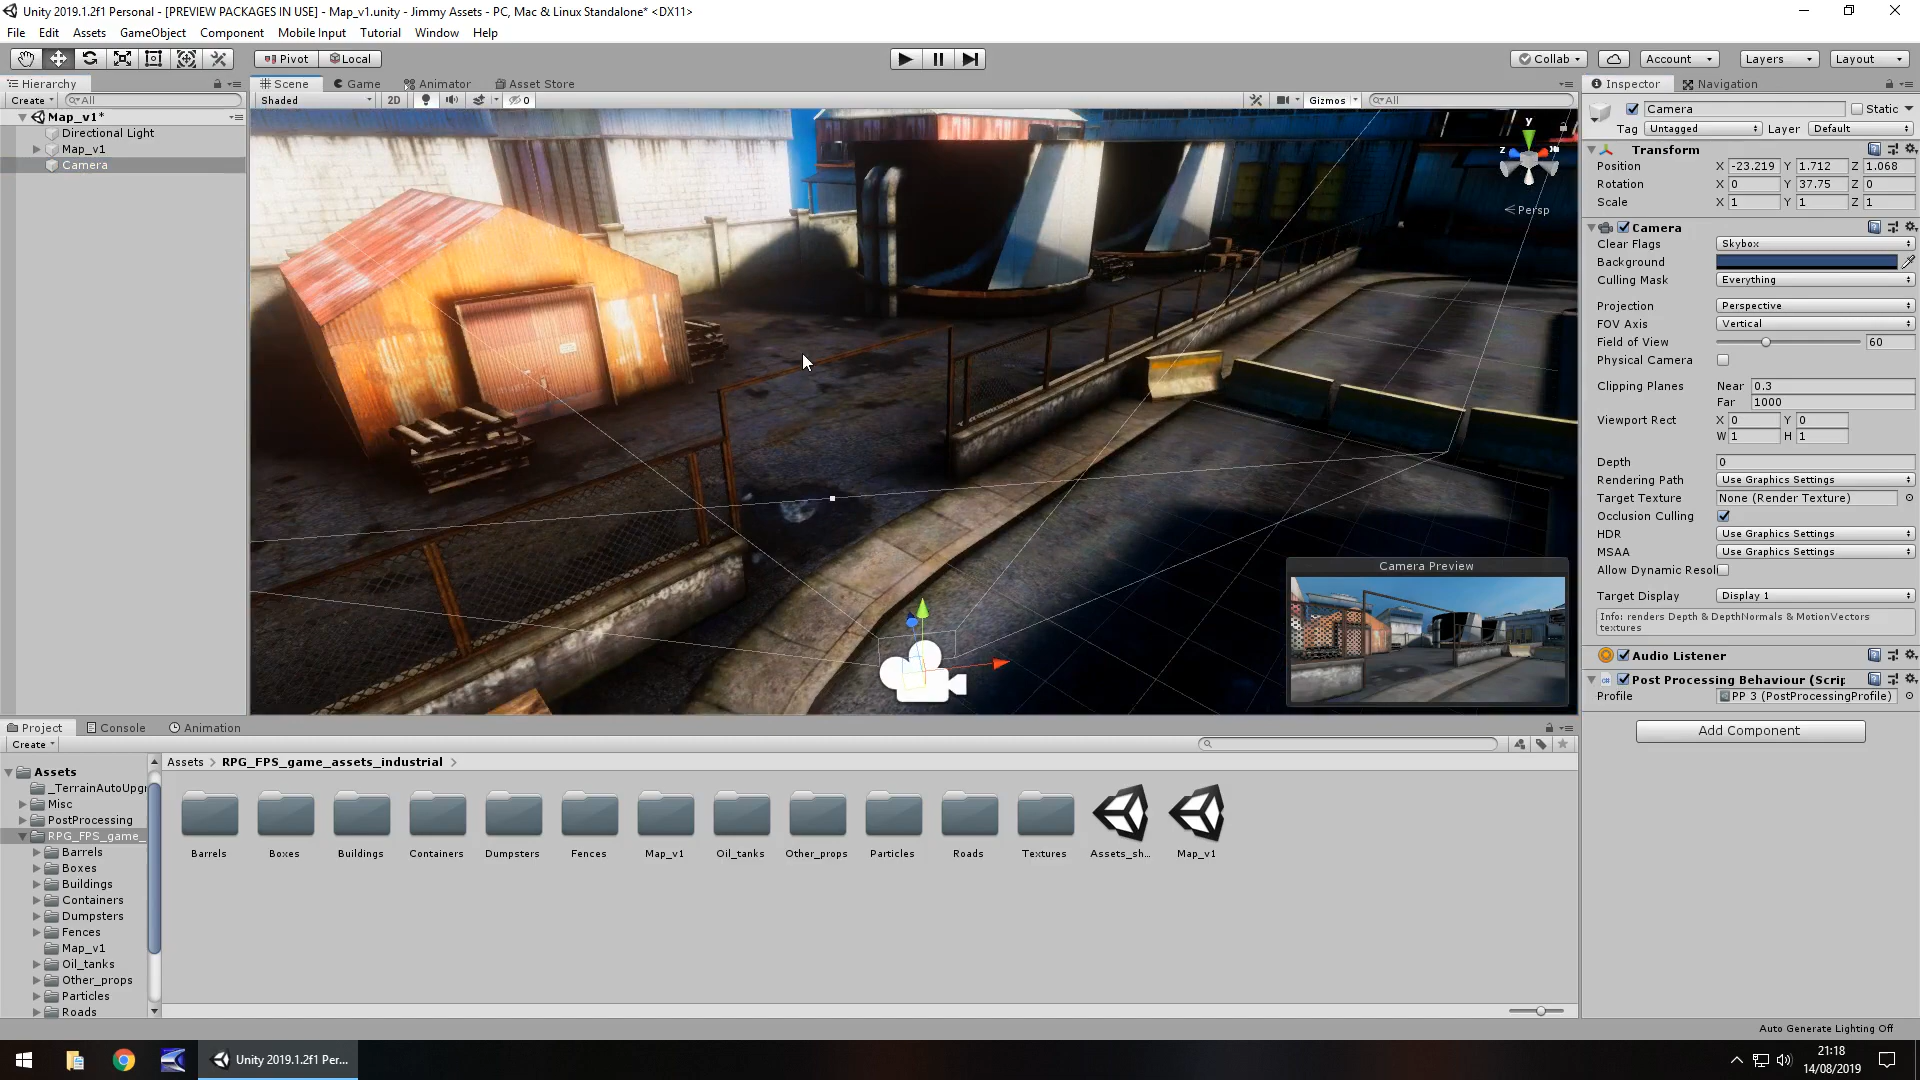 Unity 2019.1.2f1 Personal - [PREVIEW PACKAGES IN USE] - Map_v1.unity - Jimmy Assets - PC, Mac & Linux Standalone* <DX11>
File Edit Assets GameObject Component Mobile Input Tutorial Window Help
Pivot Local
Collab Account Layers Layout
Hierarchy
Create All
Map_v1*
Directional Light
Map_v1
Camera
Scene Game Animator Asset Store
Shaded 2D 0 Gizmos All
y
z
x
Persp
Camera Preview
Inspector Navigation
Camera Static
Tag Untagged Layer Default
Transform
Position X -23.219 Y 1.712 Z 1.068
Rotation X 0 Y 37.75 Z 0
Scale X 1 Y 1 Z 1
Camera
Clear Flags Skybox
Background
Culling Mask Everything
Projection Perspective
FOV Axis Vertical
Field of View 60
Physical Camera
Clipping Planes Near 0.3
Far 1000
Viewport Rect X 0 Y 0
W 1 H 1
Depth 0
Rendering Path Use Graphics Settings
Target Texture None (Render Texture)
Occlusion Culling
HDR Use Graphics Settings
MSAA Use Graphics Settings
Allow Dynamic Resol
Target Display Display 1
Info: renders Depth & DepthNormals & MotionVectors
textures
Audio Listener
Post Processing Behaviour (Scrip
Profile PP 3 (PostProcessingProfile)
Add Component
Project Console Animation
Create
Assets
_TerrainAutoUpgr
Misc
PostProcessing
RPG_FPS_game_
Barrels
Boxes
Buildings
Containers
Dumpsters
Fences
Map_v1
Oil_tanks
Other_props
Particles
Roads
Assets > RPG_FPS_game_assets_industrial >
Barrels Boxes Buildings Containers Dumpsters Fences Map_v1 Oil_tanks Other_props Particles Roads Textures Assets_sh... Map_v1
Auto Generate Lighting Off
Unity 2019.1.2f1 Per...
21:18
14/08/2019